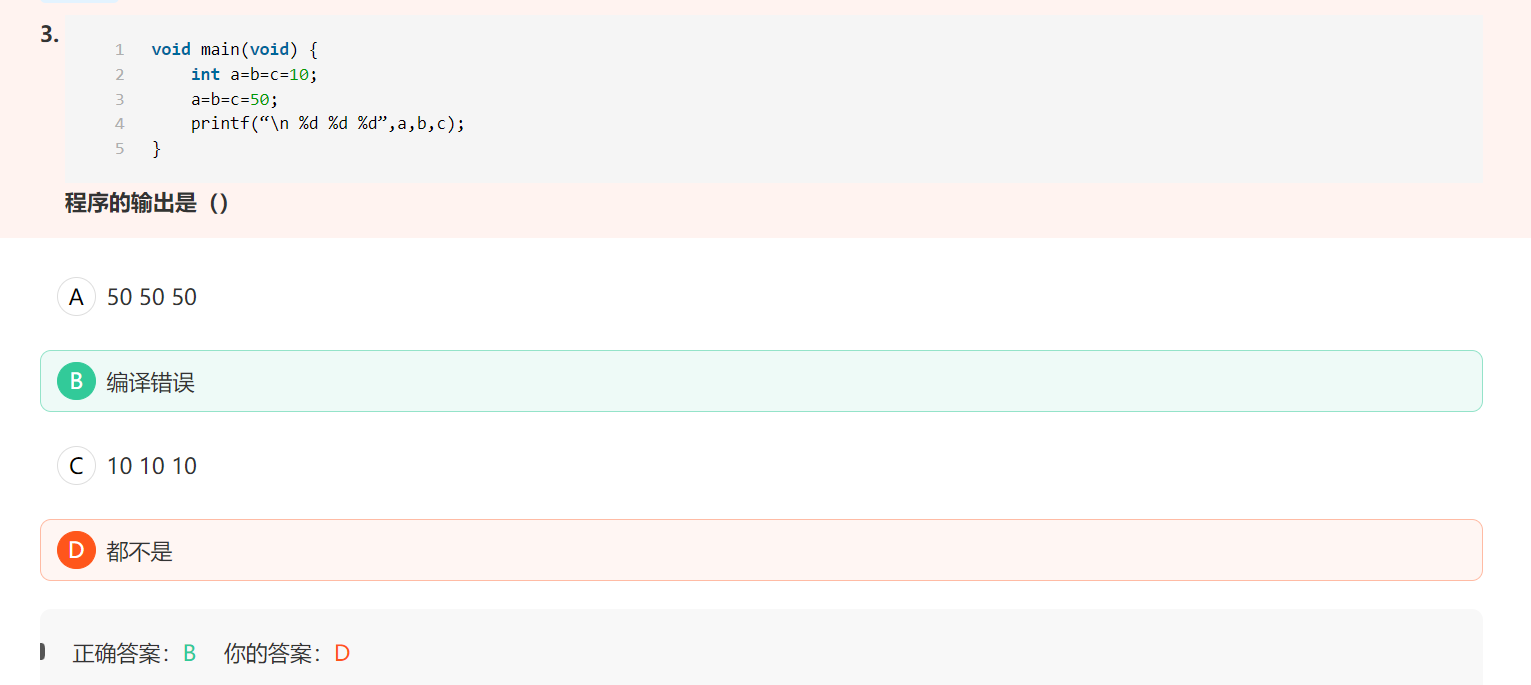 3.
1 void main(void) {
2 int a=b=c=10;
3 a=b=c=50;
4 printf(“\n %d %d %d”,a,b,c);
5 }
程序的输出是（）
A 50 50 50
B 编译错误
C 10 10 10
D 都不是
正确答案：B 你的答案：D